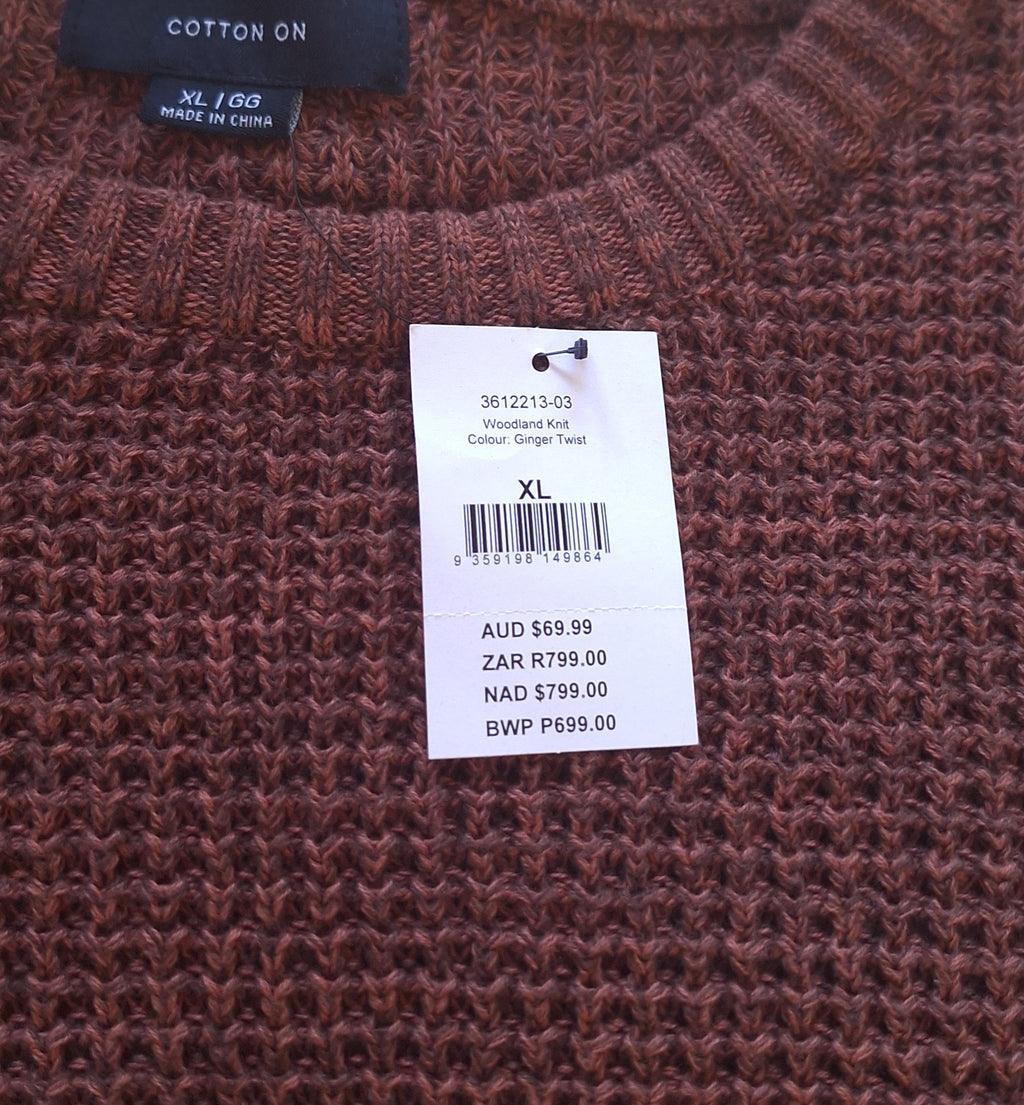 COTTON ON
XL / GG
MADE IN CHINA
3612213-03
Woodland Knit
Colour: Ginger Twist
XL
9 359198 149864
AUD $69.99
ZAR R799.00
NAD $799.00
BWP P699.00